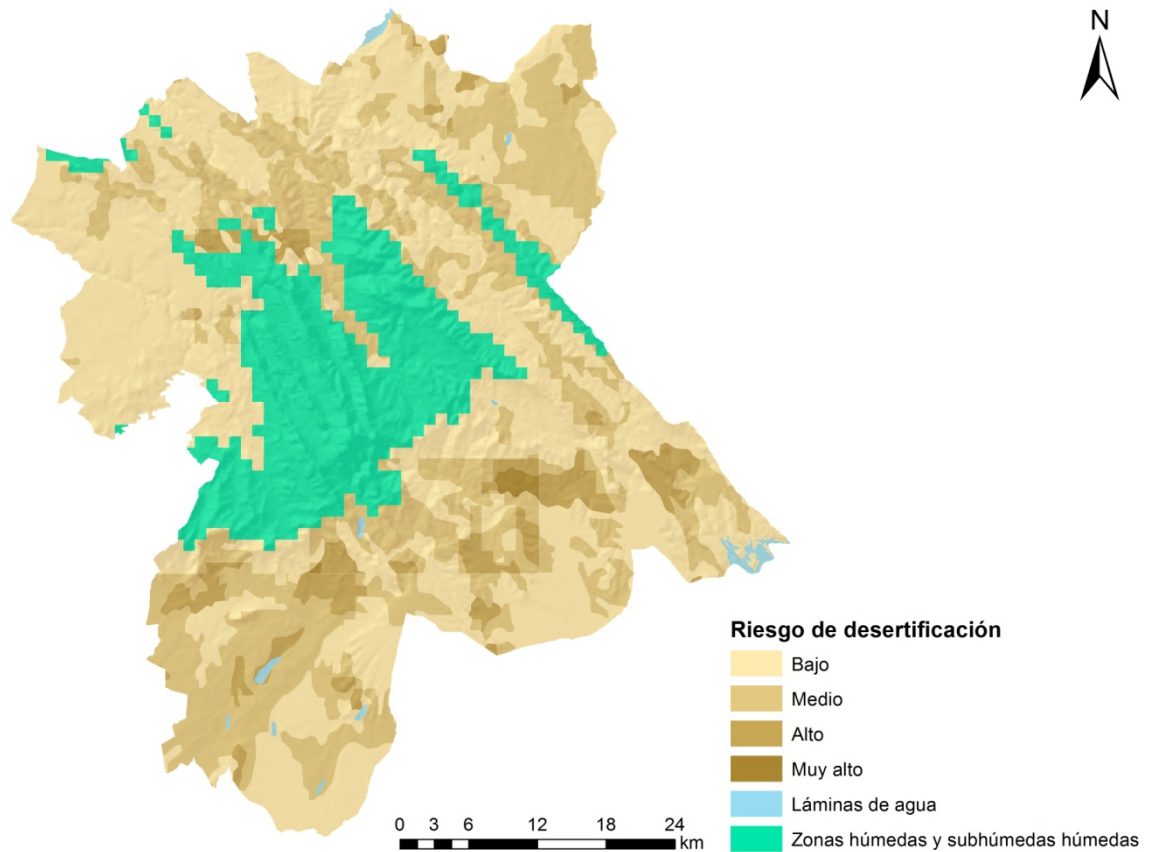 N
Riesgo de desertificación
Bajo
Medio
Alto
Muy alto
Láminas de agua
Zonas húmedas y subhúmedas húmedas
0 3 6 12 18 24
km